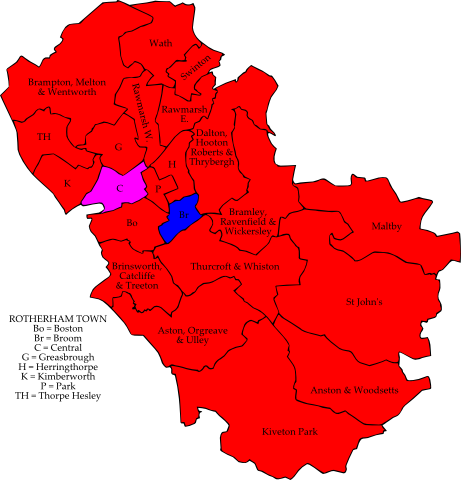 Wath
Swinton
Brampton, Melton
& Wentworth
Rawmarsh W.
Rawmarsh
E.
TH
G
Dalton,
Hooton
Roberts &
Thrybergh
H
K
C
P
Br
Bo
Bramley,
Ravenfield &
Wickersley
Maltby
Brinsworth,
Catcliffe
& Treeton
Thurcroft & Whiston
St John's
Aston, Orgreave
& Ulley
Anston & Woodsetts
Kiveton Park
ROTHERHAM TOWN
Bo = Boston
Br = Broom
C = Central
G = Greasbrough
H = Herringthorpe
K = Kimberworth
P = Park
TH = Thorpe Hesley